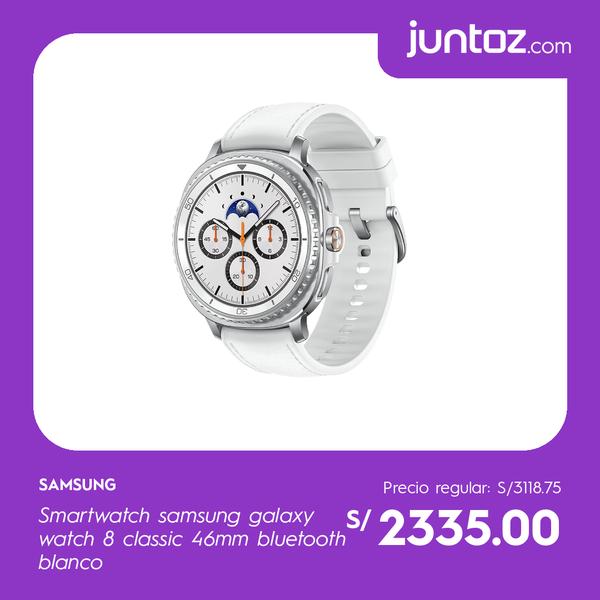 juntoz.com
SAMSUNG
Smartwatch samsung galaxy
watch 8 classic 46mm bluetooth
blanco
Precio regular: S/3118.75
S/ 2335.00